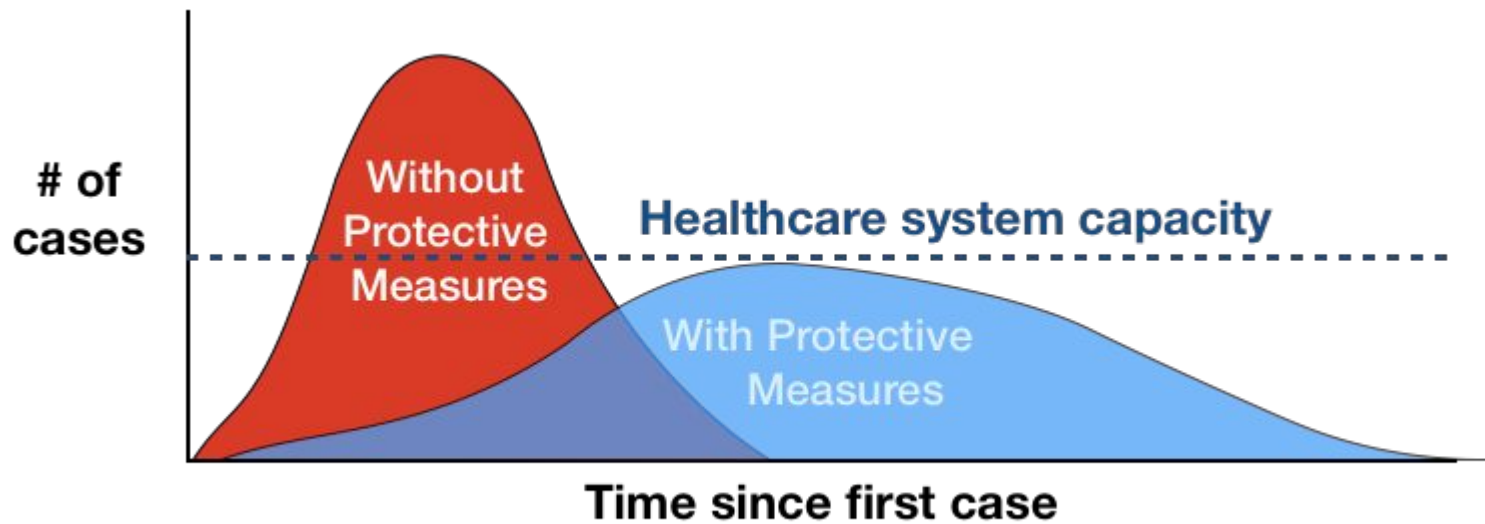 # of
cases
Without
Protective
Measures
Healthcare system capacity
With Protective
Measures
Time since first case